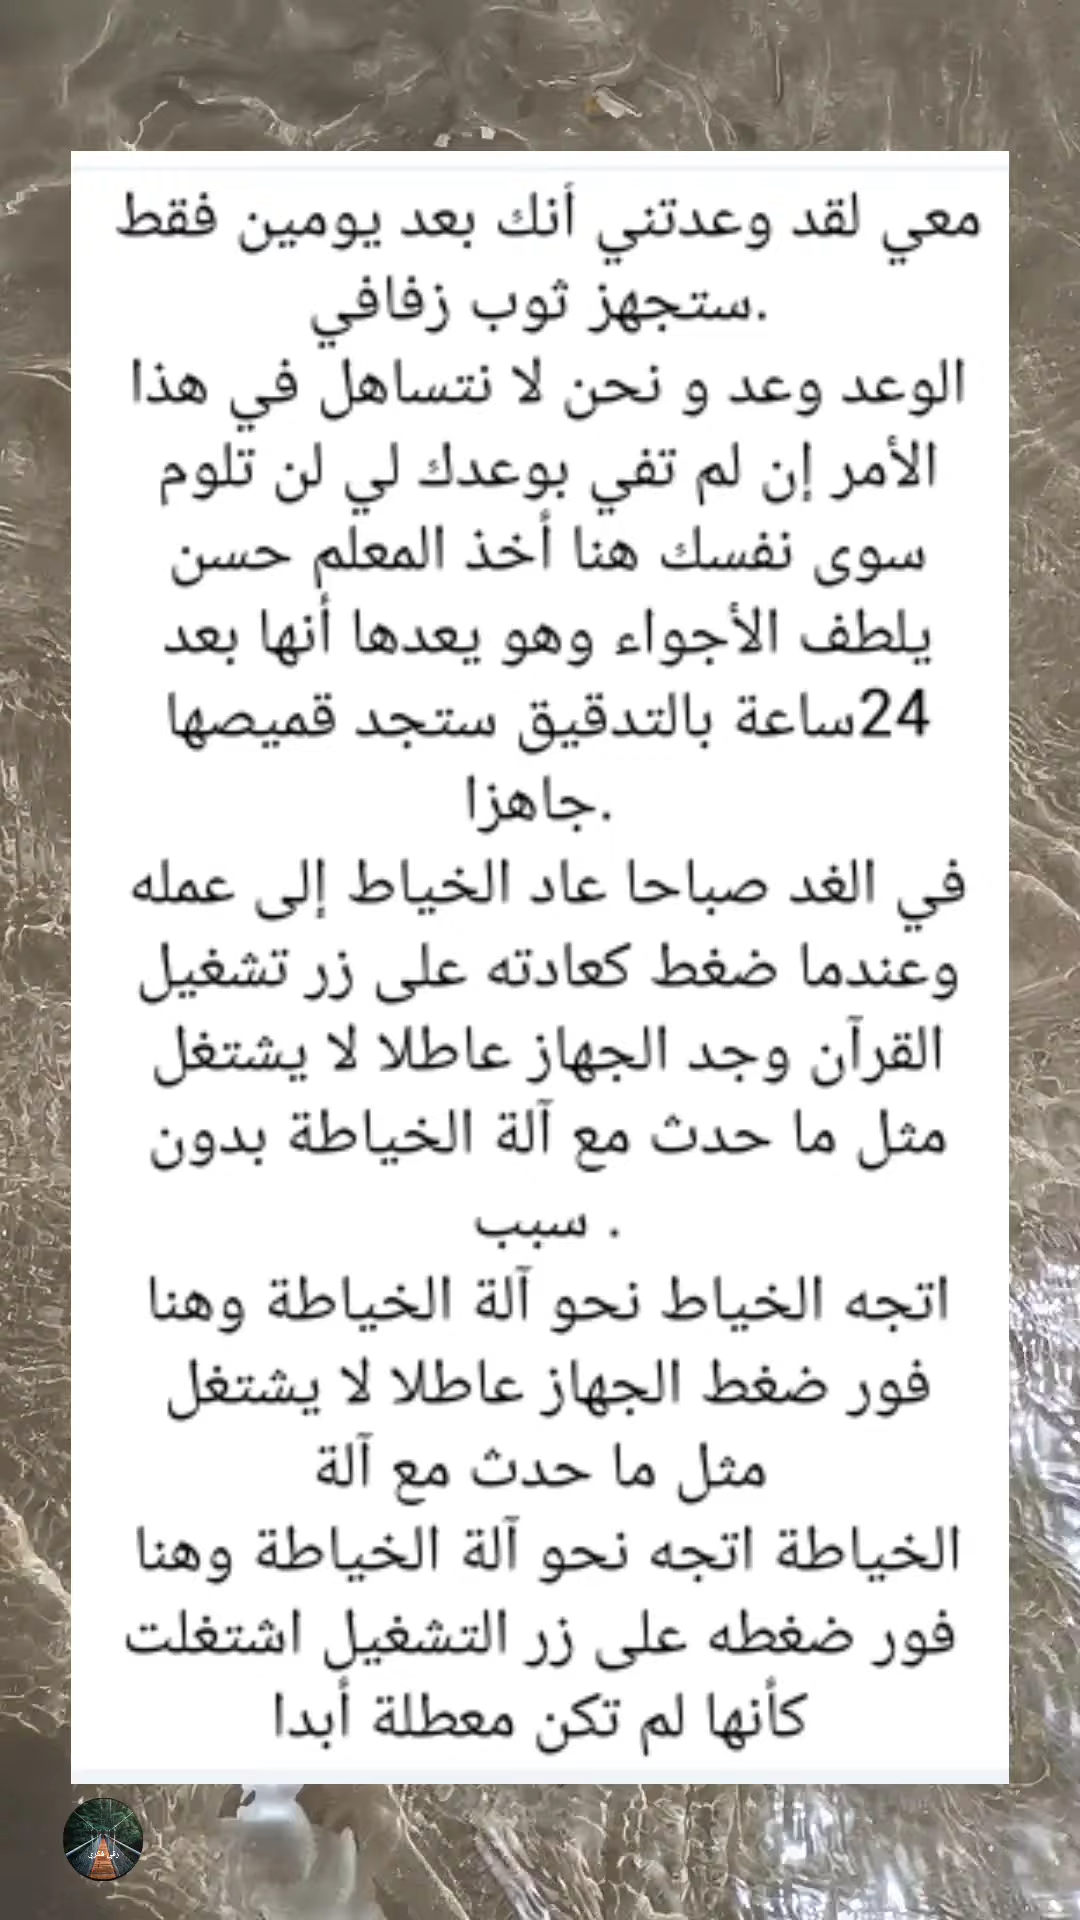 معي لقد وعدتني أنك بعد يومين فقط
.ستجهز ثوب زفافي
الوعد وعد و نحن لا نتساهل في هذا
الأمر إن لم تفي بوعدك لي لن تلوم
سوى نفسك هنا أخذ المعلم حسن
يلطف الأجواء وهو يعدها أنها بعد
24ساعة بالتدقيق ستجد قميصها
.جاهزا
في الغد صباحا عاد الخياط إلى عمله
وعندما ضغط كعادته على زر تشغيل
القرآن وجد الجهاز عاطلا لا يشتغل
مثل ما حدث مع آلة الخياطة بدون
. سبب
اتجه الخياط نحو آلة الخياطة وهنا
فور ضغط الجهاز عاطلا لا يشتغل
مثل ما حدث مع آلة
الخياطة اتجه نحو آلة الخياطة وهنا
فور ضغطه على زر التشغيل اشتغلت
كأنها لم تكن معطلة أبدا